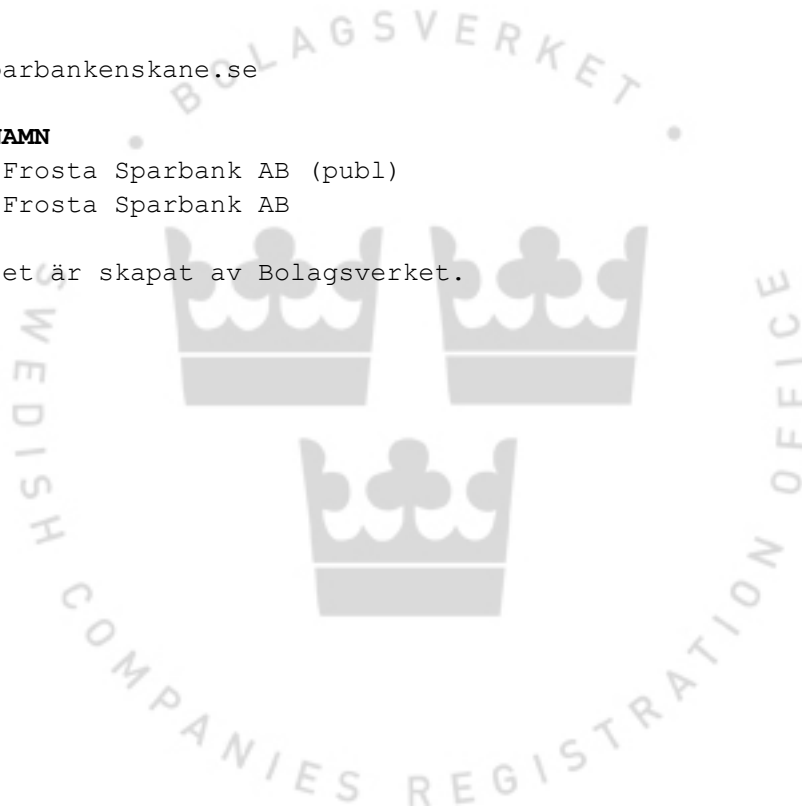 BOLAGSVERKET
arbankenskane.se
NAMN
Frosta Sparbank AB (publ)
Frosta Sparbank AB
et är skapat av Bolagsverket.
SWEDISH COMPANIES REGISTRATION OFFICE